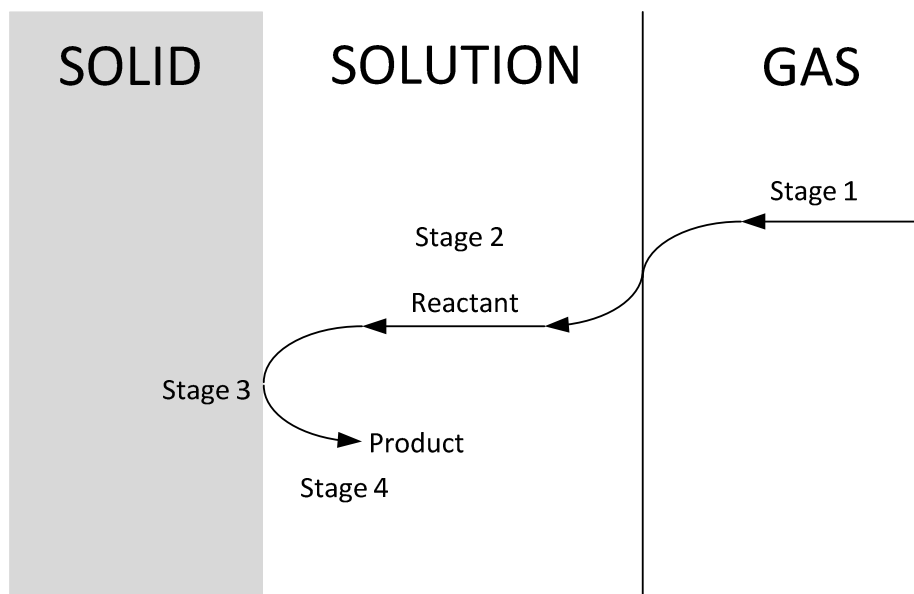 SOLID
SOLUTION
GAS
Stage 1
Stage 2
Reactant
Stage 3
Product
Stage 4